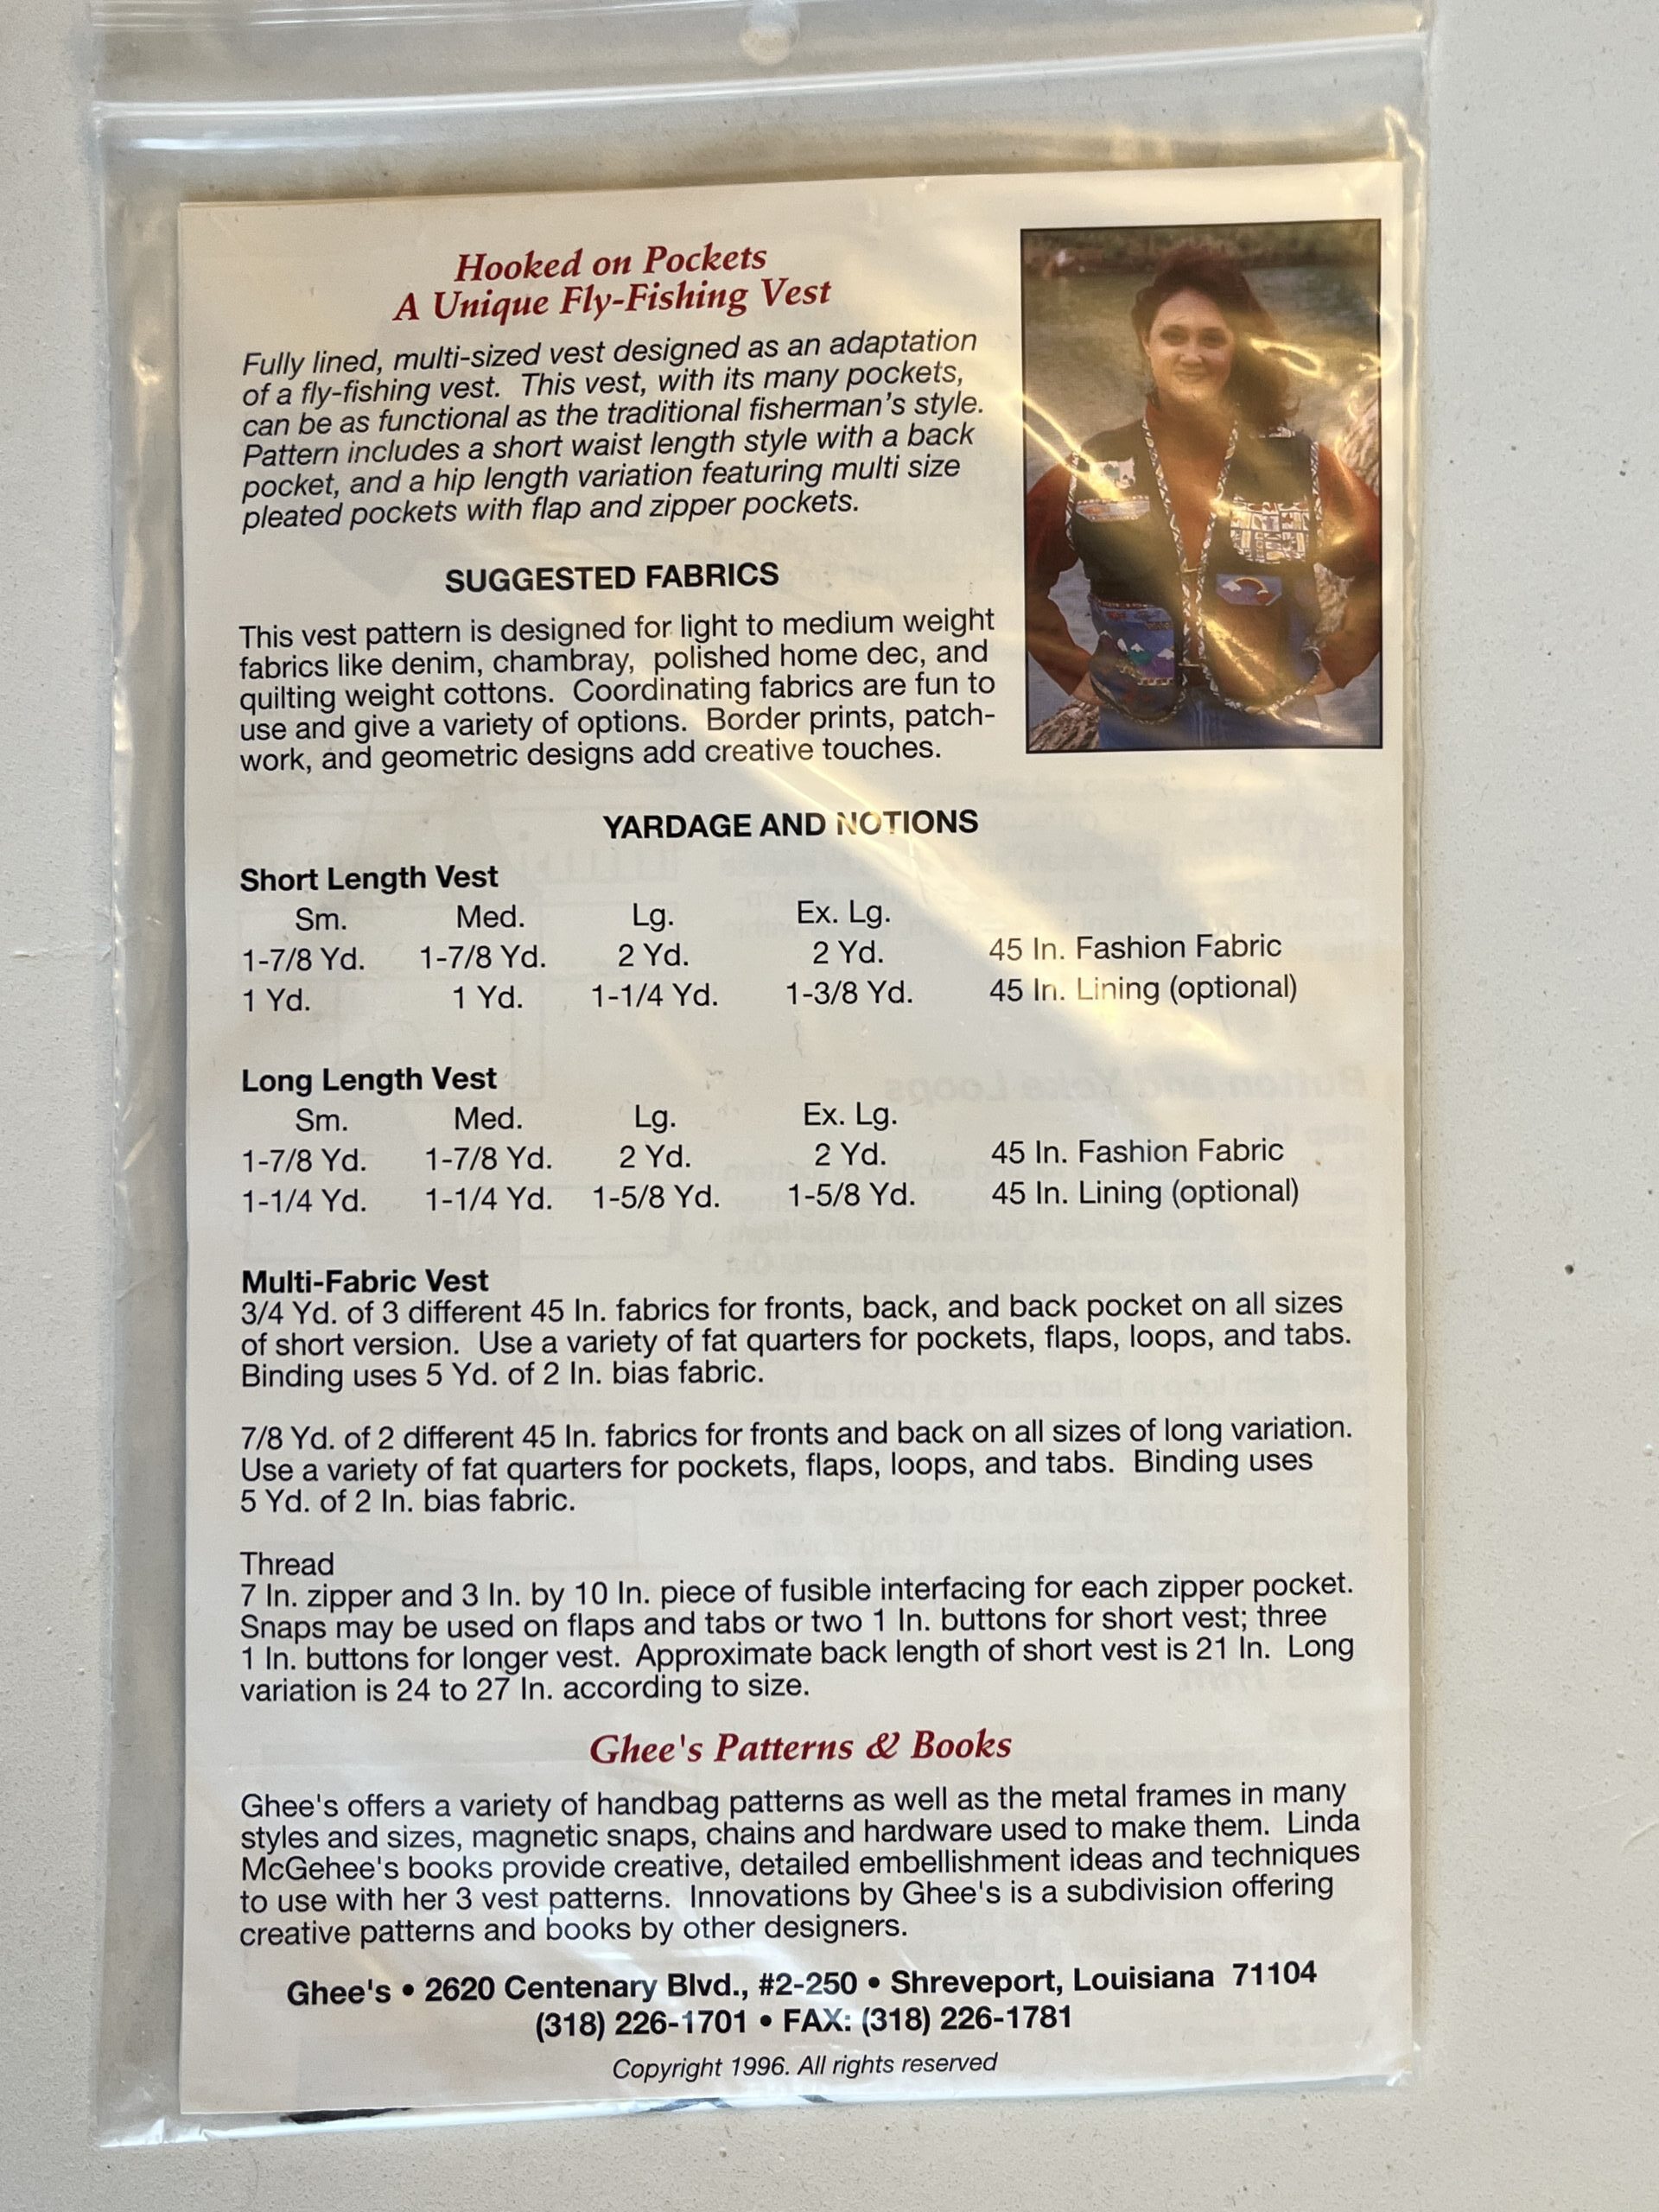 Hooked on Pockets
A Unique Fly-Fishing Vest
Fully lined, multi-sized vest designed as an adaptation
of a fly-fishing vest. This vest, with its many pockets,
can be as functional as the traditional fisherman's style.
Pattern includes a short waist length style with a back
pocket, and a hip length variation featuring multi size
pleated pockets with flap and zipper pockets.
SUGGESTED FABRICS
This vest pattern is designed for light to medium weight
fabrics like denim, chambray, polished home dec, and
quilting weight cottons. Coordinating fabrics are fun to
use and give a variety of options. Border prints, patch-
work, and geometric designs add creative touches.
YARDAGE AND NOTIONS
Short Length Vest
Sm. Med. Lg. Ex. Lg.
1-7/8 Yd. 1-7/8 Yd. 2 Yd. 2 Yd. 45 In. Fashion Fabric
1 Yd. 1 Yd. 1-1/4 Yd. 1-3/8 Yd. 45 In. Lining (optional)
Long Length Vest
Sm. Med. Lg. Ex. Lg.
1-7/8 Yd. 1-7/8 Yd. 2 Yd. 2 Yd. 45 In. Fashion Fabric
1-1/4 Yd. 1-1/4 Yd. 1-5/8 Yd. 1-5/8 Yd. 45 In. Lining (optional)
Multi-Fabric Vest
3/4 Yd. of 3 different 45 In. fabrics for fronts, back, and back pocket on all sizes
of short version. Use a variety of fat quarters for pockets, flaps, loops, and tabs.
Binding uses 5 Yd. of 2 In. bias fabric.
7/8 Yd. of 2 different 45 In. fabrics for fronts and back on all sizes of long variation.
Use a variety of fat quarters for pockets, flaps, loops, and tabs. Binding uses
5 Yd. of 2 In. bias fabric.
Thread
7 In. zipper and 3 In. by 10 In. piece of fusible interfacing for each zipper pocket.
Snaps may be used on flaps and tabs or two 1 In. buttons for short vest; three
1 In. buttons for longer vest. Approximate back length of short vest is 21 In. Long
variation is 24 to 27 In. according to size.
Ghee's Patterns & Books
Ghee's offers a variety of handbag patterns as well as the metal frames in many
styles and sizes, magnetic snaps, chains and hardware used to make them. Linda
McGehee's books provide creative, detailed embellishment ideas and techniques
to use with her 3 vest patterns. Innovations by Ghee's is a subdivision offering
creative patterns and books by other designers.
Ghee's • 2620 Centenary Blvd., #2-250 • Shreveport, Louisiana 71104
(318) 226-1701 • FAX: (318) 226-1781
Copyright 1996. All rights reserved